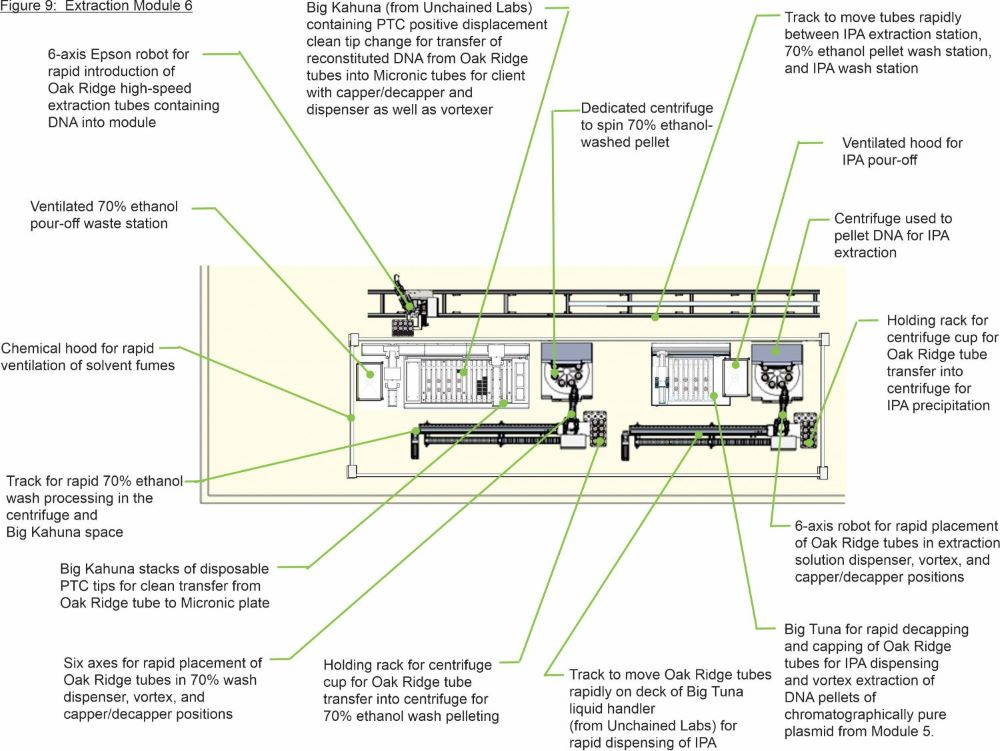 Figure 9: Extraction Module 6
6-axis Epson robot for
rapid introduction of
Oak Ridge high-speed
extraction tubes containing
DNA into module
Big Kahuna (from Unchained Labs)
containing PTC positive displacement
clean tip change for transfer of
reconstituted DNA from Oak Ridge
tubes into Micronic tubes for client
with capper/decapper and
dispenser as well as vortexer
Dedicated centrifuge
to spin 70% ethanol-
washed pellet
Track to move tubes rapidly
between IPA extraction station,
70% ethanol pellet wash station,
and IPA wash station
Ventilated hood for
IPA pour-off
Ventilated 70% ethanol
pour-off waste station
Centrifuge used to
pellet DNA for IPA
extraction
Chemical hood for rapid
ventilation of solvent fumes
Holding rack for
centrifuge cup for
Oak Ridge tube
transfer into
centrifuge for
IPA precipitation
Track for rapid 70% ethanol
wash processing in the
centrifuge and
Big Kahuna space
6-axis robot for rapid placement
of Oak Ridge tubes in extraction
solution dispenser, vortex, and
capper/decapper positions
Big Kahuna stacks of disposable
PTC tips for clean transfer from
Oak Ridge tube to Micronic plate
Six axes for rapid placement of
Oak Ridge tubes in 70% wash
dispenser, vortex, and
capper/decapper positions
Holding rack for centrifuge
cup for Oak Ridge tube
transfer into centrifuge for
70% ethanol wash pelleting
Track to move Oak Ridge tubes
rapidly on deck of Big Tuna
liquid handler
(from Unchained Labs) for
rapid dispensing of IPA
Big Tuna for rapid decapping
and capping of Oak Ridge
tubes for IPA dispensing
and vortex extraction of
DNA pellets of
chromatographically pure
plasmid from Module 5.